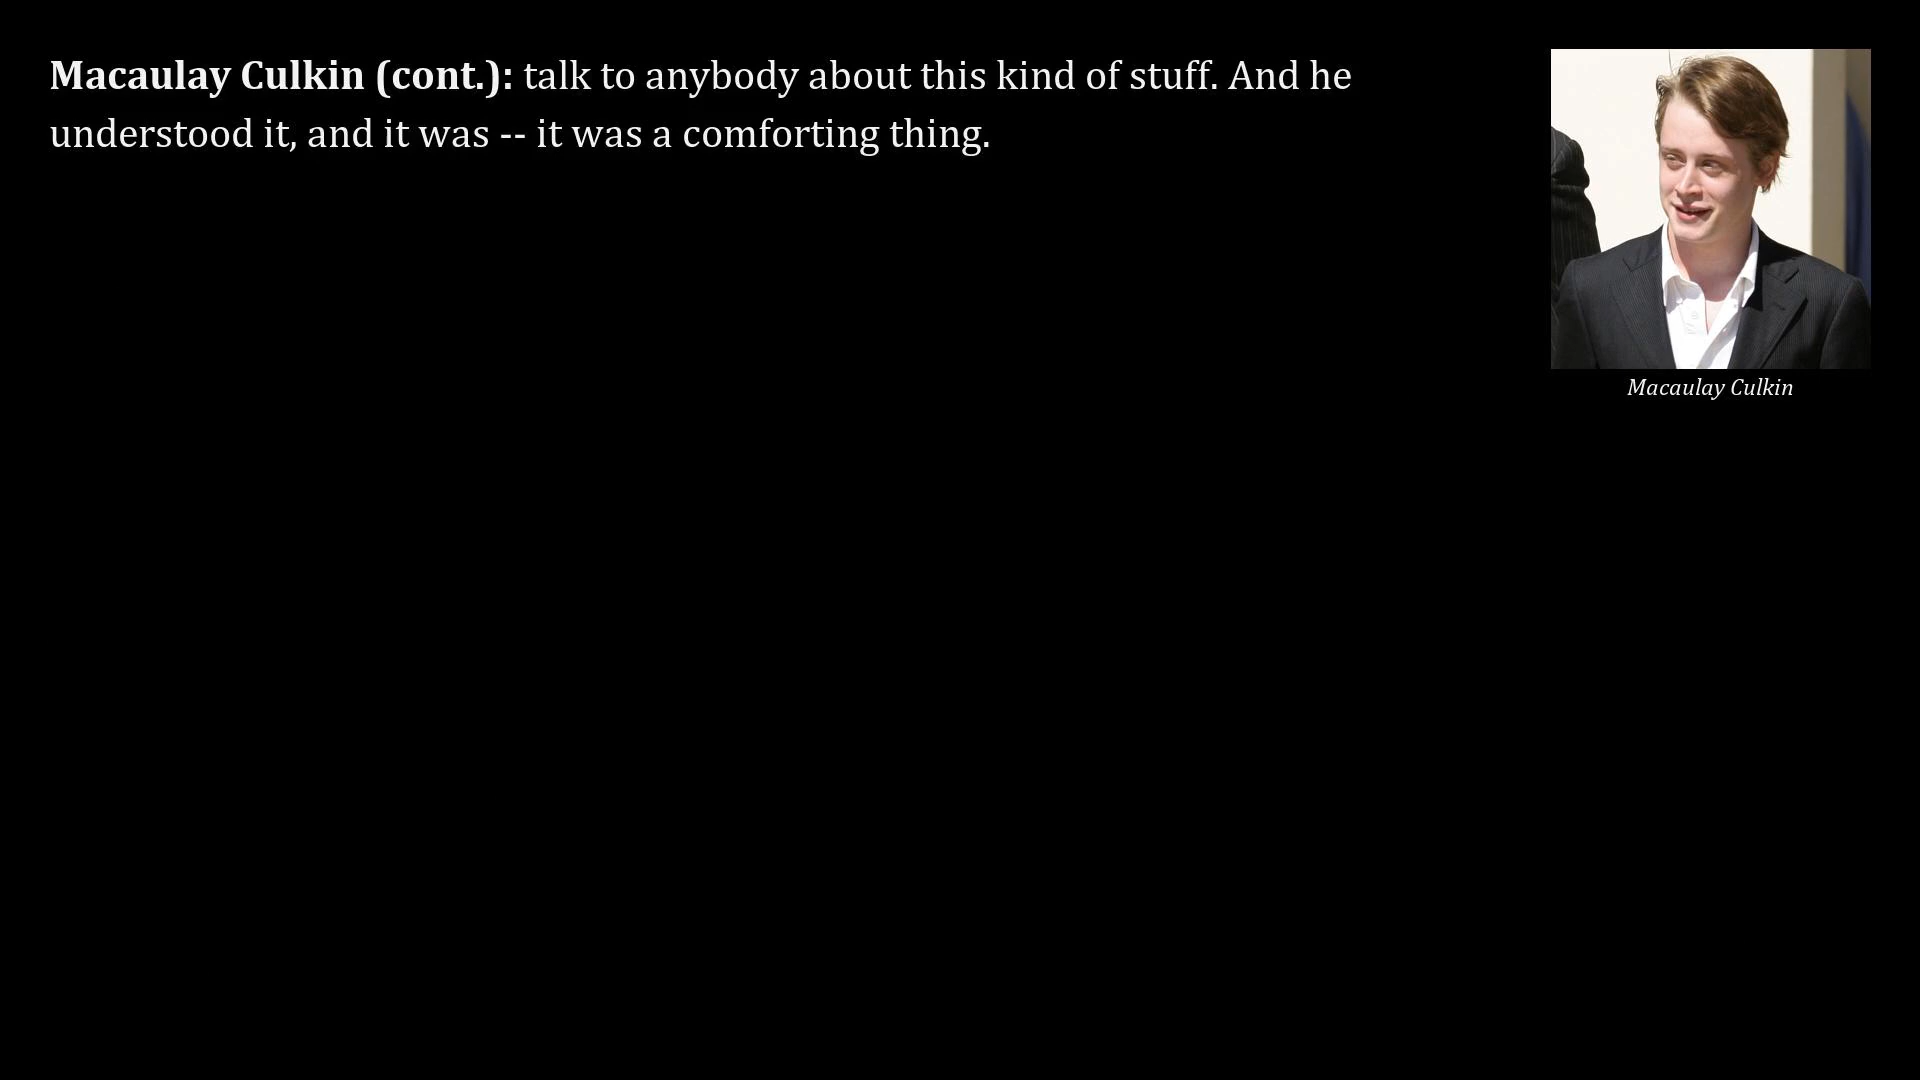 Macaulay Culkin (cont.): talk to anybody about this kind of stuff. And he
understood it, and it was -- it was a comforting thing.
Macaulay Culkin